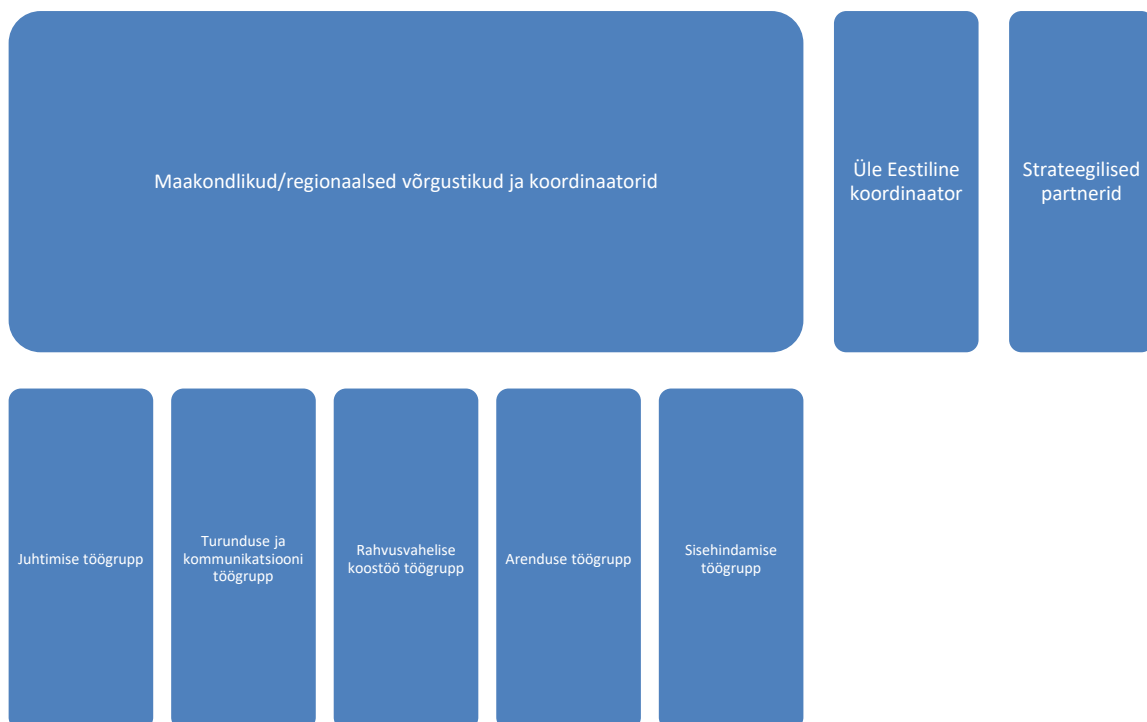 Maakondlikud/regionaalsed võrgustikud ja koordinaatorid
Üle Eestiline
koordinaator
Strateegilised
partnerid
Juhtimise töögrupp
Turunduse ja
kommunikatsiooni
töögrupp
Rahvusvahelise
koostöö töögrupp
Arenduse töögrupp
Sisehindamise
töögrupp